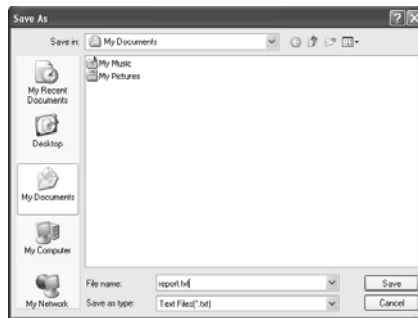 Save As
Save in:
My Documents
My Music
My Pictures
My Recent
Documents
Desktop
My Documents
My Computer
My Network
File name:
report.txt
Save
Save as type:
Text Files(*.txt)
Cancel